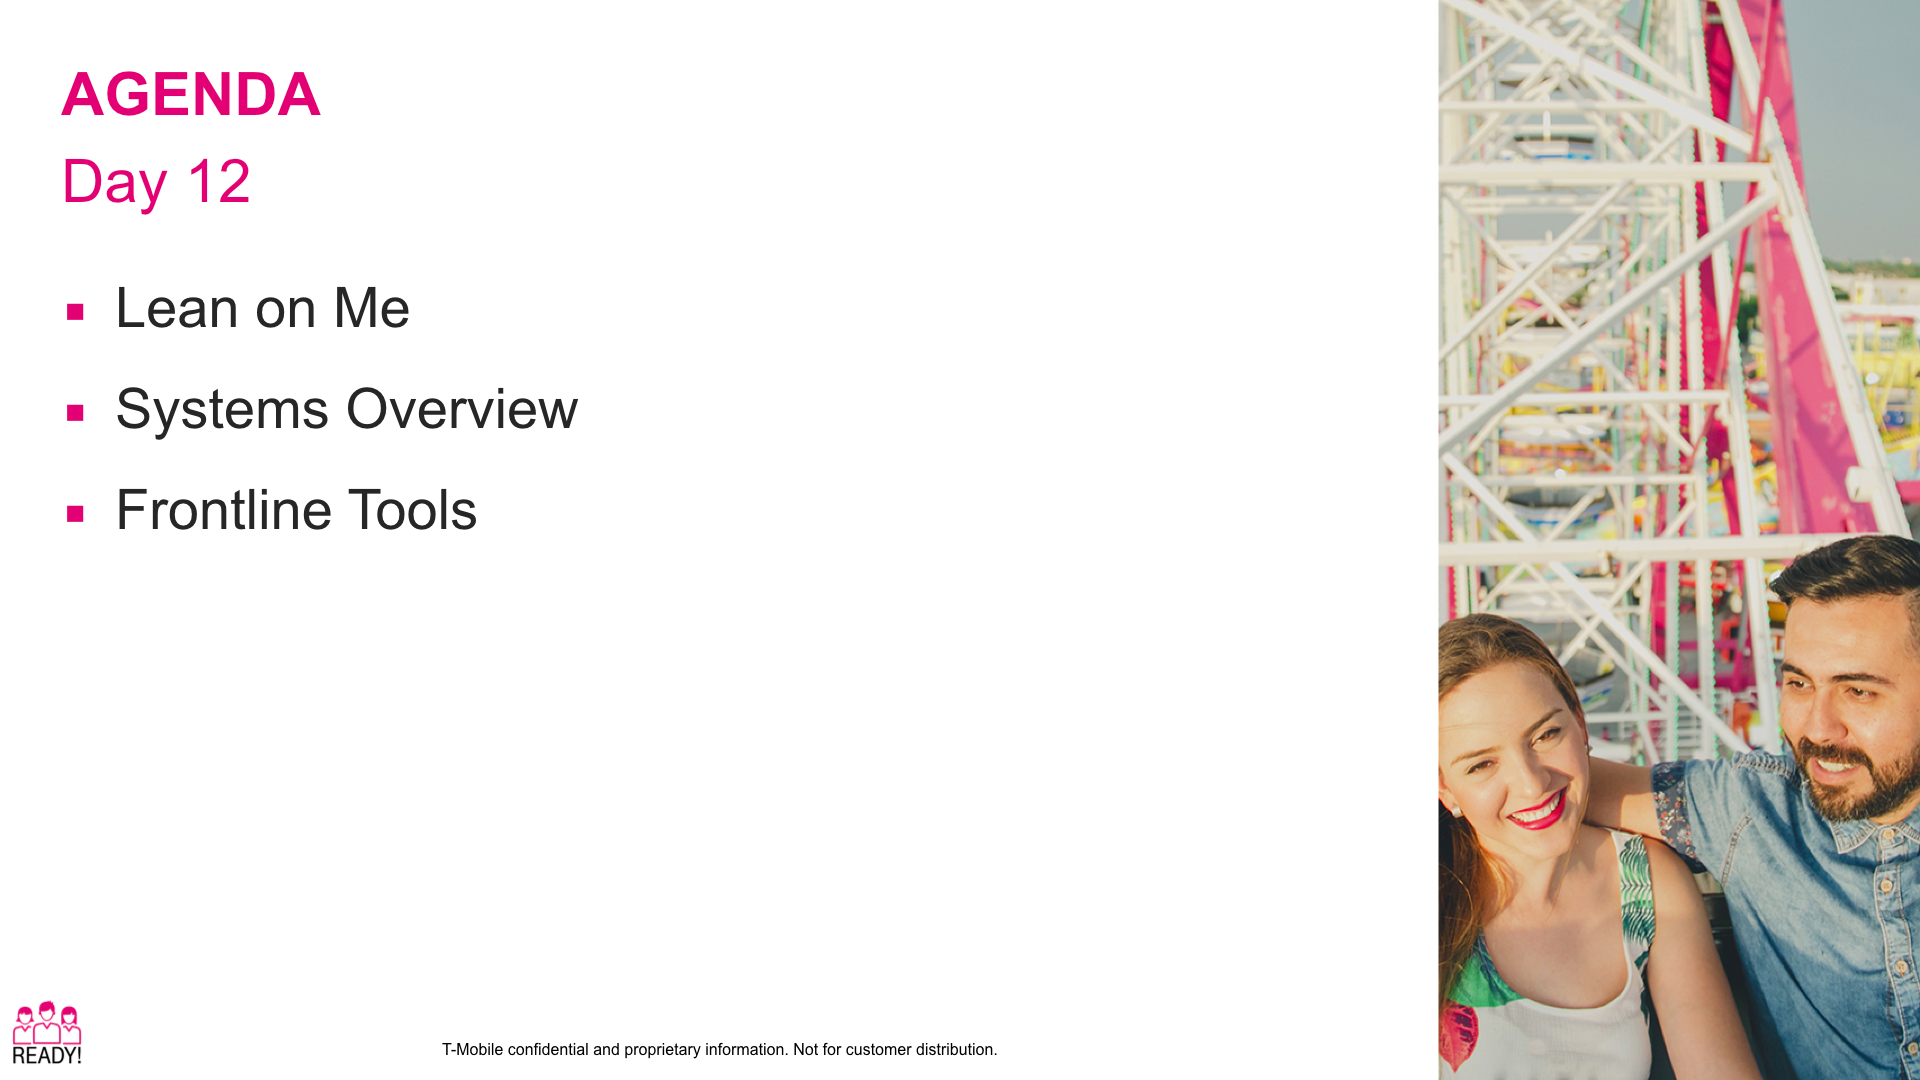 AGENDA
Day 12
Lean on Me
Systems Overview
Frontline Tools
READY!
T-Mobile confidential and proprietary information. Not for customer distribution.